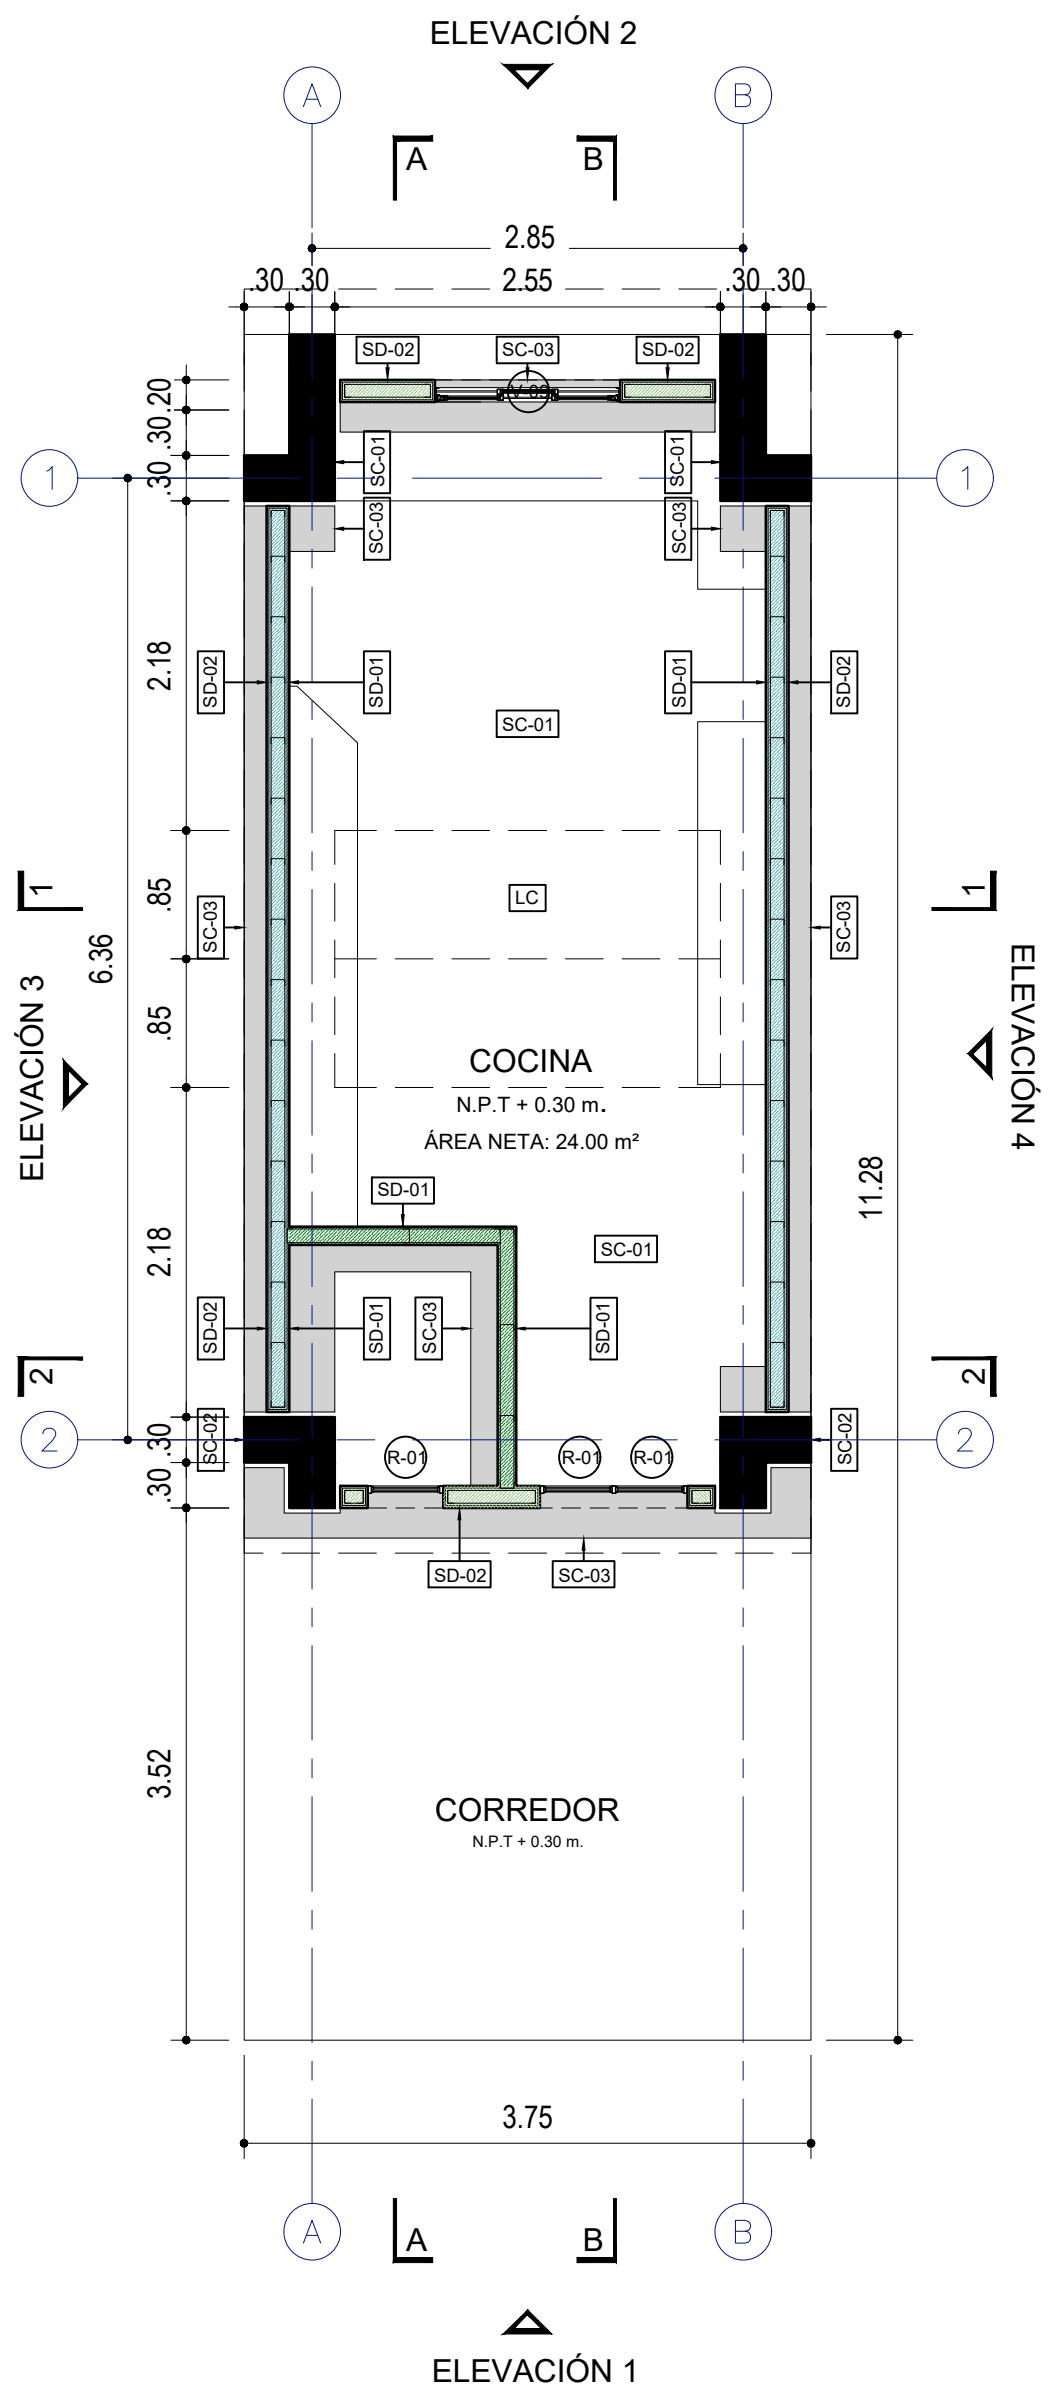 ELEVACIÓN 2
A
B
A
B
2.85
.30
.30
2.55
.30
.30
SD-02
SC-03
SD-02
V-09
.20
.30
.30
SC-01
SC-01
1
1
SC-03
SC-03
2.18
SD-02
SD-01
SD-01
SD-02
SC-01
.85
1
LC
1
SC-03
SC-03
6.36
ELEVACIÓN 3
ELEVACIÓN 4
.85
COCINA
N.P.T + 0.30 m.
ÁREA NETA: 24.00 m²
11.28
SD-01
2.18
SC-01
SD-02
SD-01
SC-03
SD-01
2
2
SC-02
SC-02
2
2
.30
.30
R-01
R-01
R-01
SD-02
SC-03
3.52
CORREDOR
N.P.T + 0.30 m.
3.75
A
A
B
B
ELEVACIÓN 1